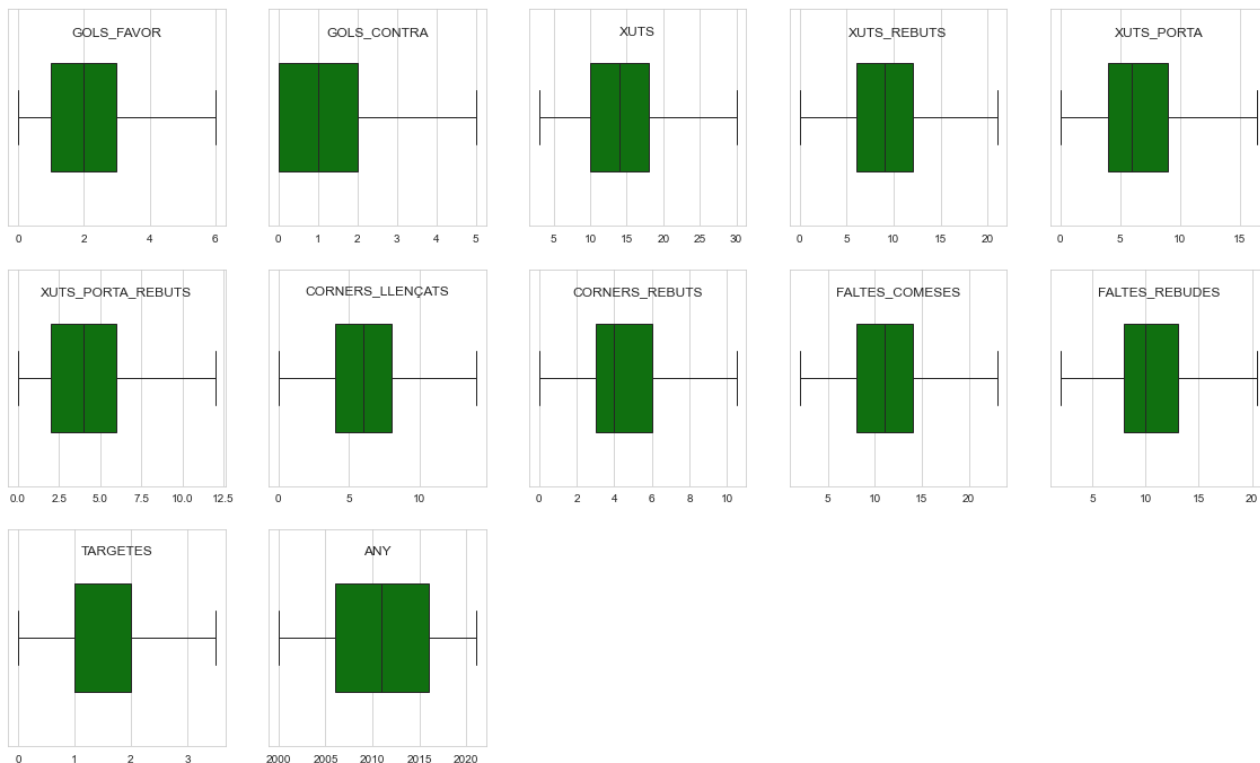 GOLS_FAVOR
GOLS_CONTRA
XUTS
XUTS_REBUTS
XUTS_PORTA
0 2 4 6
0 1 2 3 4 5
5 10 15 20 25 30
0 5 10 15 20
0 5 10 15
XUTS_PORTA_REBUTS
CORNERS_LLENÇATS
CORNERS_REBUTS
FALTES_COMESES
FALTES_REBUDES
0.0 2.5 5.0 7.5 10.0 12.5
0 5 10
0 2 4 6 8 10
5 10 15 20
5 10 15 20
TARGETES
ANY
0 1 2 3
2000 2005 2010 2015 2020